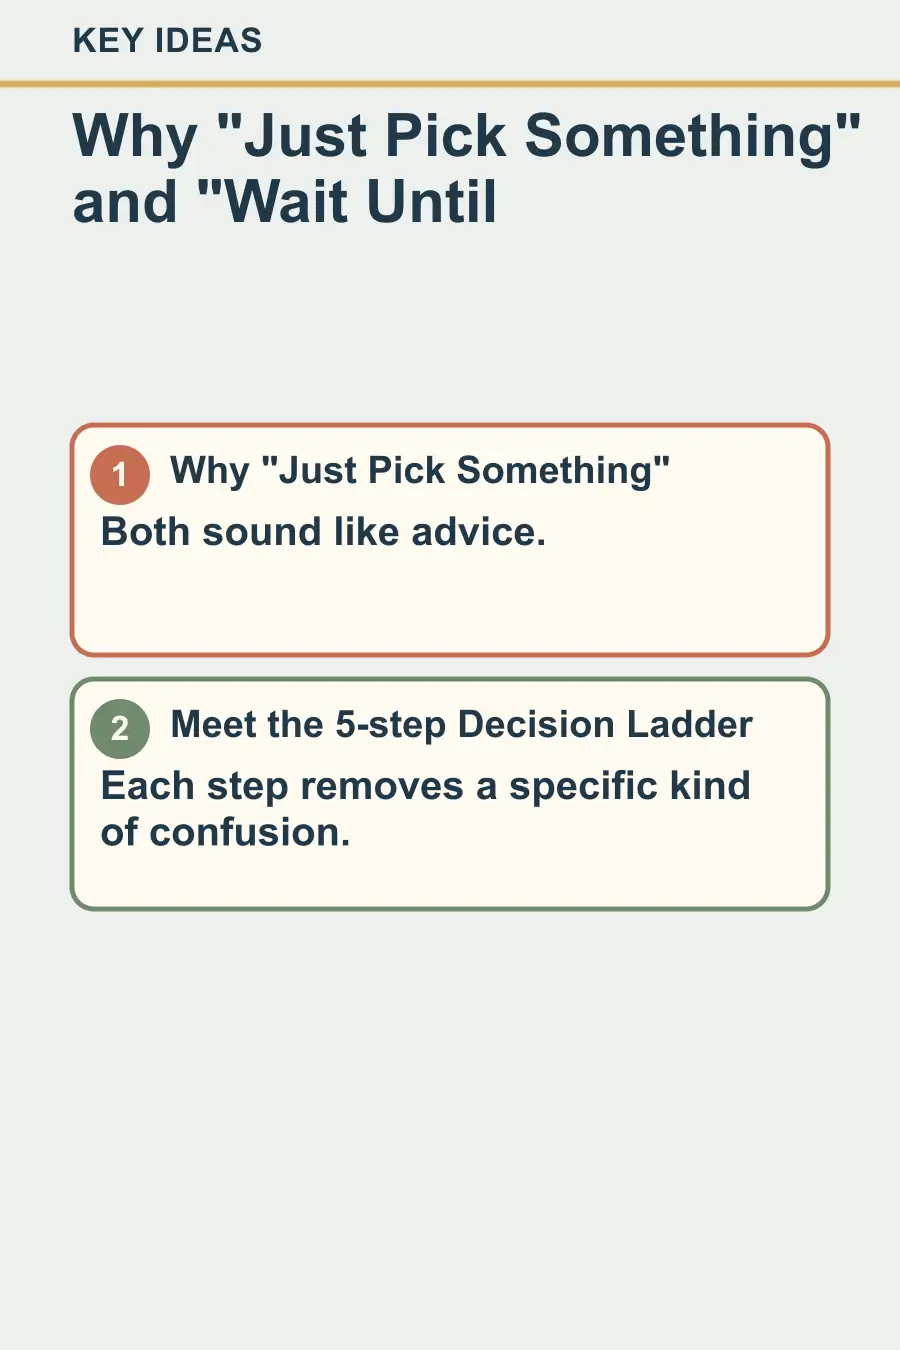 KEY IDEAS
Why "Just Pick Something"
and "Wait Until
1 Why "Just Pick Something"
Both sound like advice.
2 Meet the 5-step Decision Ladder
Each step removes a specific kind
of confusion.